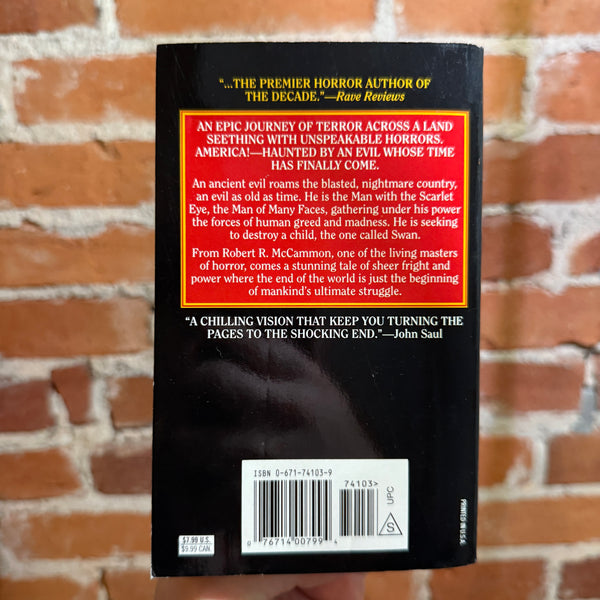 "...THE PREMIER HORROR AUTHOR OF
THE DECADE."—Rave Reviews
AN EPIC JOURNEY OF TERROR ACROSS A LAND
SEETHING WITH UNSPEAKABLE HORRORS.
AMERICA!—HAUNTED BY AN EVIL WHOSE TIME
HAS FINALLY COME.
An ancient evil roams the blasted, nightmare country,
an evil as old as time. He is the Man with the Scarlet
Eye, the Man of Many Faces, gathering under his power
the forces of human greed and madness. He is seeking
to destroy a child, the one called Swan.
From Robert R. McCammon, one of the living masters
of horror, comes a stunning tale of sheer fright and
power where the end of the world is just the beginning
of mankind's ultimate struggle.
"A CHILLING VISION THAT KEEP YOU TURNING THE
PAGES TO THE SHOCKING END."—John Saul
ISBN 0-671-74103-9
74103>
UPC
S
0 76714 00799 4
$7.99 U.S.
$9.99 CAN.
PRINTED IN U.S.A.